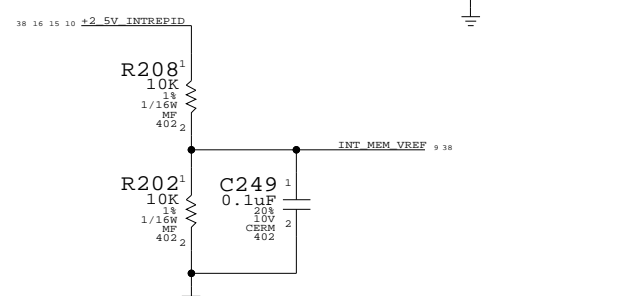 38 16 15 10 +2_5V_INTREPID
R208 1
10K
1%
1/16W
MF
402 2
INT_MEM_VREF 9 38
R202 1
10K
1%
1/16W
MF
402 2
C249 1
0.1uF
20%
10V
CERM
402
2